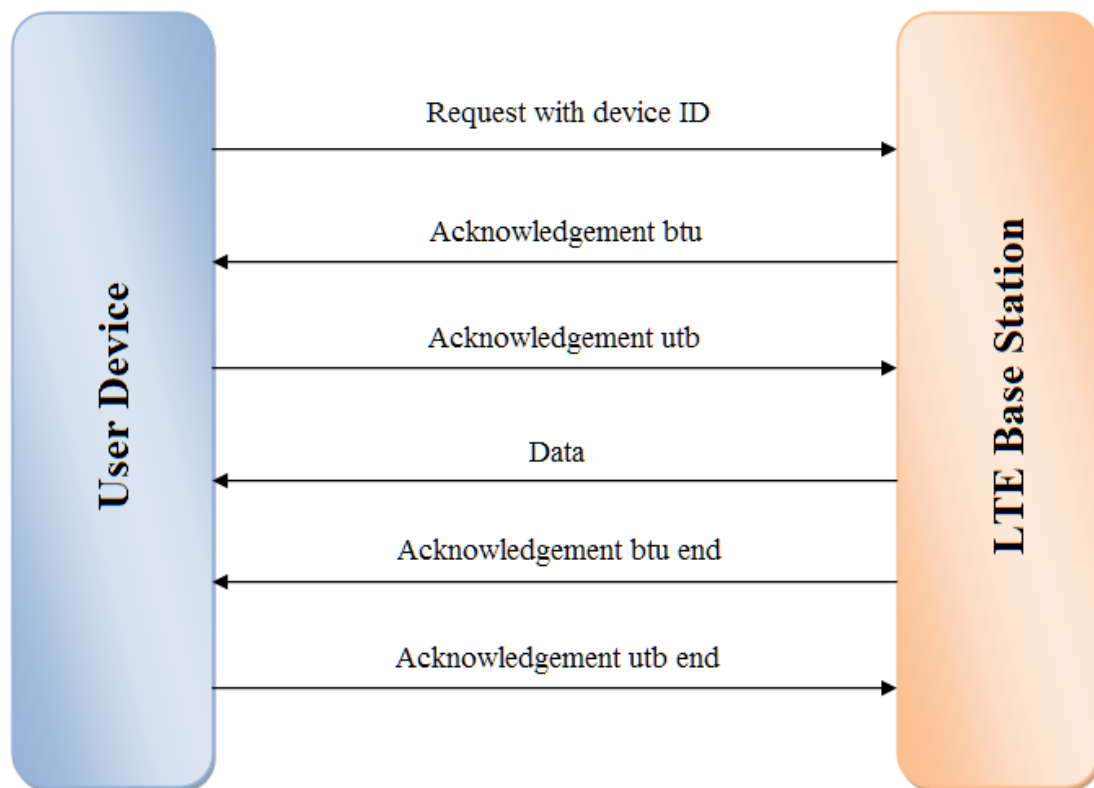 Request with device ID
Acknowledgement btu
Acknowledgement utb
Data
Acknowledgement btu end
Acknowledgement utb end
User Device
LTE Base Station